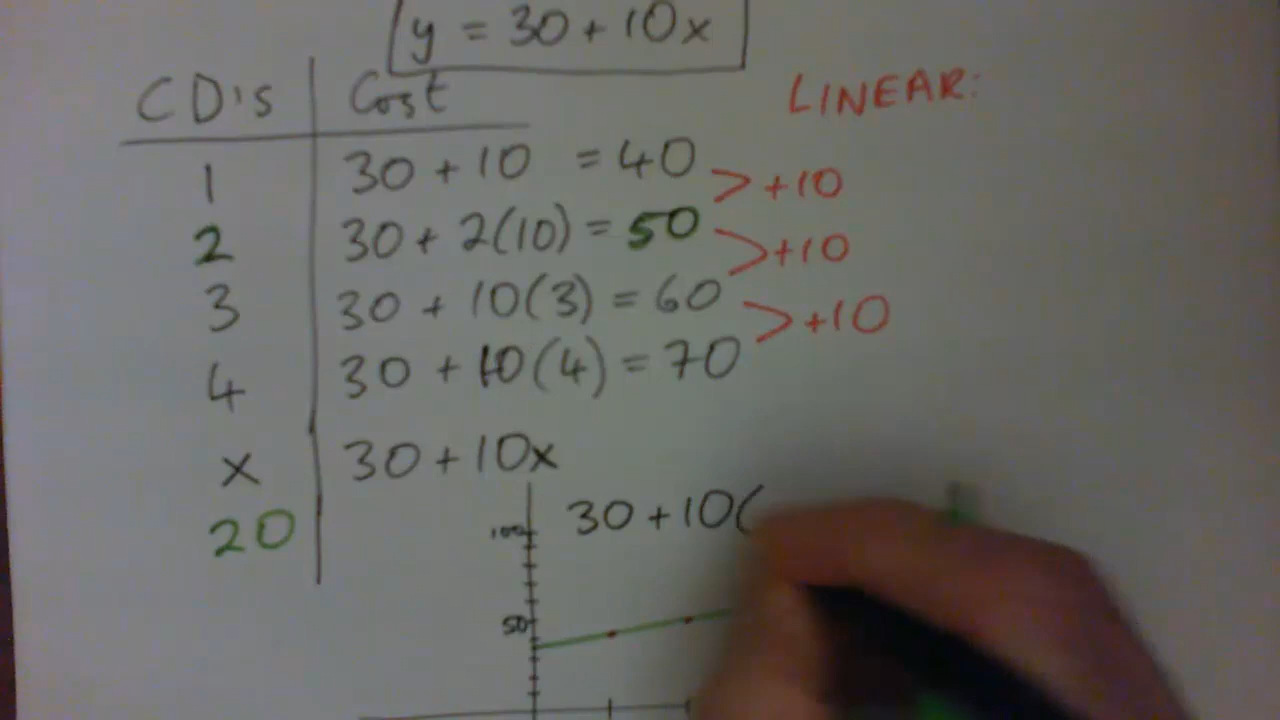 y = 30 + 10x
CD's Cost
LINEAR:
1 30 + 10 = 40 > +10
2 30 + 2(10) = 50 > +10
3 30 + 10(3) = 60 > +10
4 30 + 10(4) = 70
x 30 + 10x
20 30 + 10(
100
50